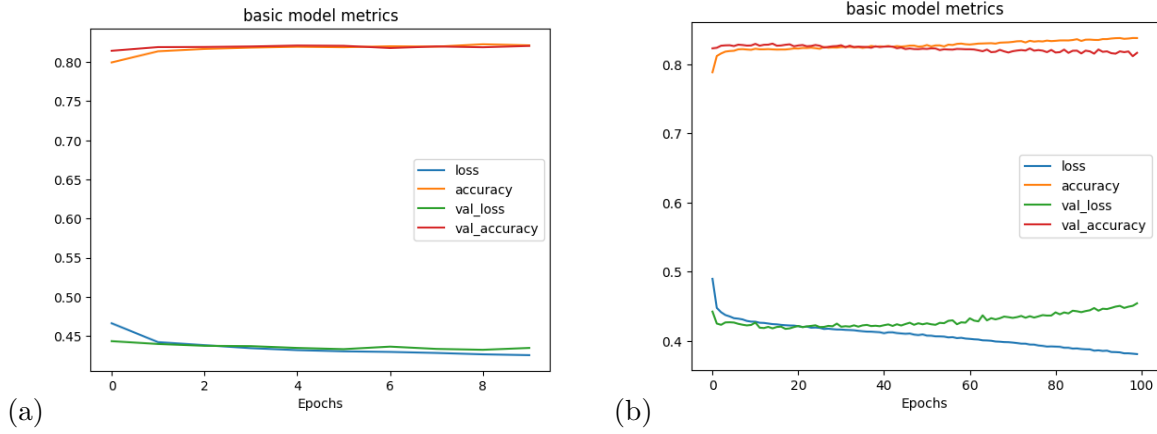 basic model metrics
0.80
0.75
0.70
0.65
0.60
0.55
0.50
0.45
loss
accuracy
val_loss
val_accuracy
0 2 4 6 8
Epochs
(a)
basic model metrics
0.8
0.7
0.6
0.5
0.4
loss
accuracy
val_loss
val_accuracy
0 20 40 60 80 100
Epochs
(b)